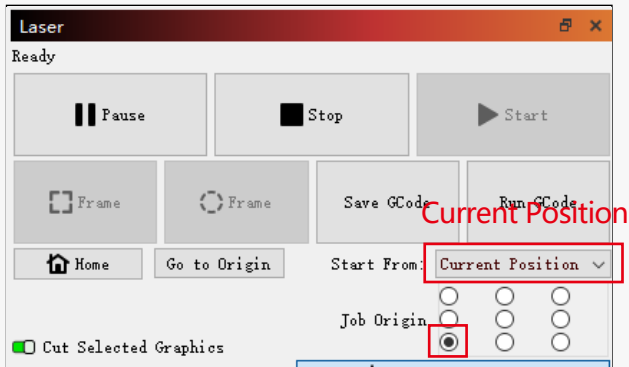 Laser
Ready
Pause
Stop
Start
Frame
Frame
Save GCode
Run GCode
Current Position
Home
Go to Origin
Start From:
Current Position
Job Origin
Cut Selected Graphics